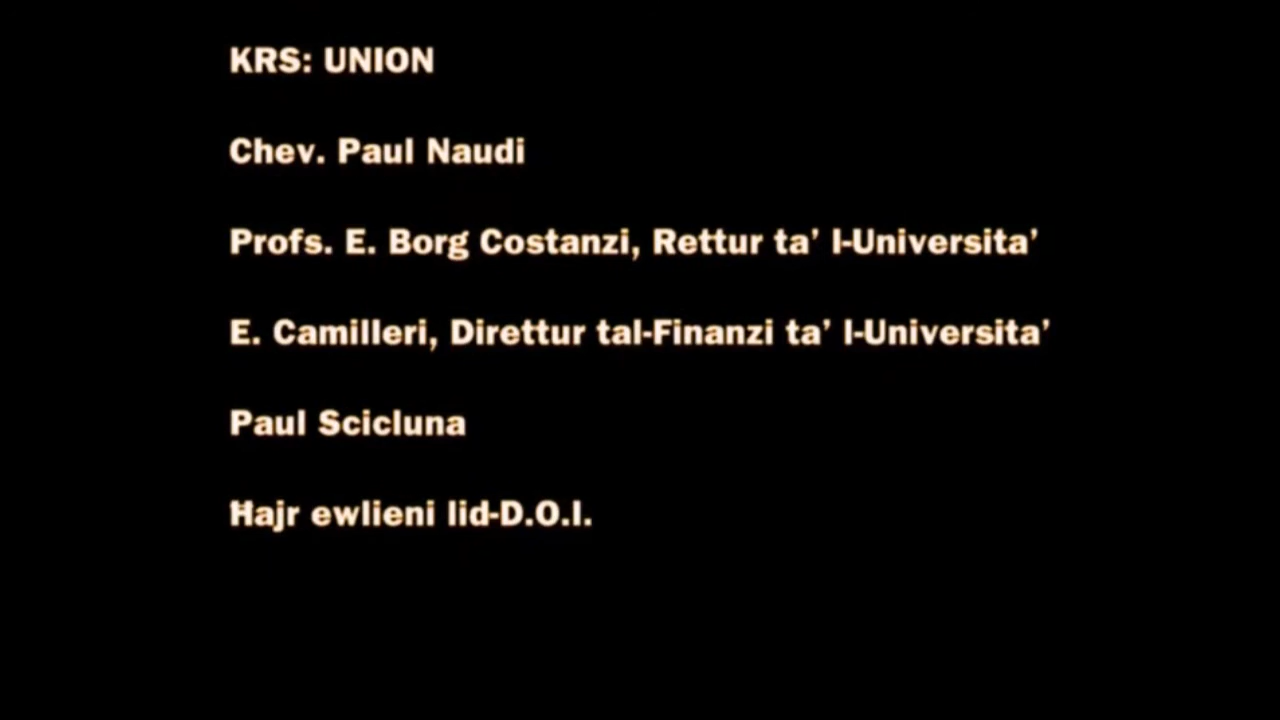 KRS: UNION
Chev. Paul Naudi
Profs. E. Borg Costanzi, Rettur ta’ l-Universita’
E. Camilleri, Direttur tal-Finanzi ta’ l-Universita’
Paul Scicluna
Ħajr ewlieni lid-D.O.I.